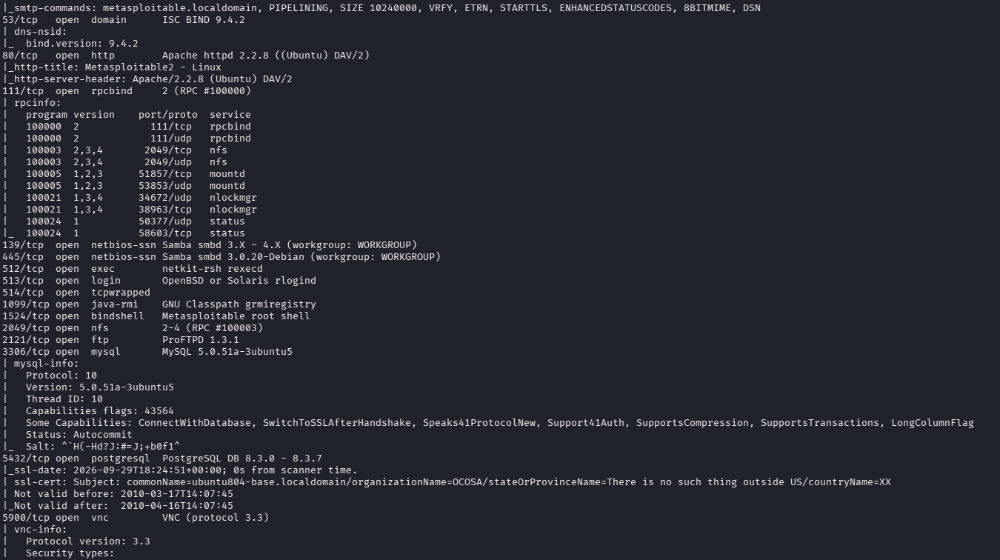 |_smtp-commands: metasploitable.localdomain, PIPELINING, SIZE 10240000, VRFY, ETRN, STARTTLS, ENHANCEDSTATUSCODES, 8BITMIME, DSN
53/tcp   open  domain      ISC BIND 9.4.2
| dns-nsid:
|_  bind.version: 9.4.2
80/tcp   open  http        Apache httpd 2.2.8 ((Ubuntu) DAV/2)
|_http-title: Metasploitable2 - Linux
|_http-server-header: Apache/2.2.8 (Ubuntu) DAV/2
111/tcp  open  rpcbind     2 (RPC #100000)
| rpcinfo:
|   program version    port/proto  service
|   100000  2            111/tcp   rpcbind
|   100000  2            111/udp   rpcbind
|   100003  2,3,4       2049/tcp   nfs
|   100003  2,3,4       2049/udp   nfs
|   100005  1,2,3      51857/tcp   mountd
|   100005  1,2,3      53853/udp   mountd
|   100021  1,3,4      34672/udp   nlockmgr
|   100021  1,3,4      38963/tcp   nlockmgr
|   100024  1          50377/udp   status
|_  100024  1          58603/tcp   status
139/tcp  open  netbios-ssn Samba smbd 3.X - 4.X (workgroup: WORKGROUP)
445/tcp  open  netbios-ssn Samba smbd 3.0.20-Debian (workgroup: WORKGROUP)
512/tcp  open  exec        netkit-rsh rexecd
513/tcp  open  login       OpenBSD or Solaris rlogind
514/tcp  open  tcpwrapped
1099/tcp open  java-rmi    GNU Classpath grmiregistry
1524/tcp open  bindshell   Metasploitable root shell
2049/tcp open  nfs         2-4 (RPC #100003)
2121/tcp open  ftp         ProFTPD 1.3.1
3306/tcp open  mysql       MySQL 5.0.51a-3ubuntu5
| mysql-info:
|   Protocol: 10
|   Version: 5.0.51a-3ubuntu5
|   Thread ID: 10
|   Capabilities flags: 43564
|   Some Capabilities: ConnectWithDatabase, SwitchToSSLAfterHandshake, Speaks41ProtocolNew, Support41Auth, SupportsCompression, SupportsTransactions, LongColumnFlag
|   Status: Autocommit
|_  Salt: ^`H(-Hd?J:#=J;+b0f1^
5432/tcp open  postgresql  PostgreSQL DB 8.3.0 - 8.3.7
|_ssl-date: 2026-09-29T18:24:51+00:00; 0s from scanner time.
| ssl-cert: Subject: commonName=ubuntu804-base.localdomain/organizationName=OCOSA/stateOrProvinceName=There is no such thing outside US/countryName=XX
| Not valid before: 2010-03-17T14:07:45
|_Not valid after:  2010-04-16T14:07:45
5900/tcp open  vnc         VNC (protocol 3.3)
| vnc-info:
|   Protocol version: 3.3
|   Security types: